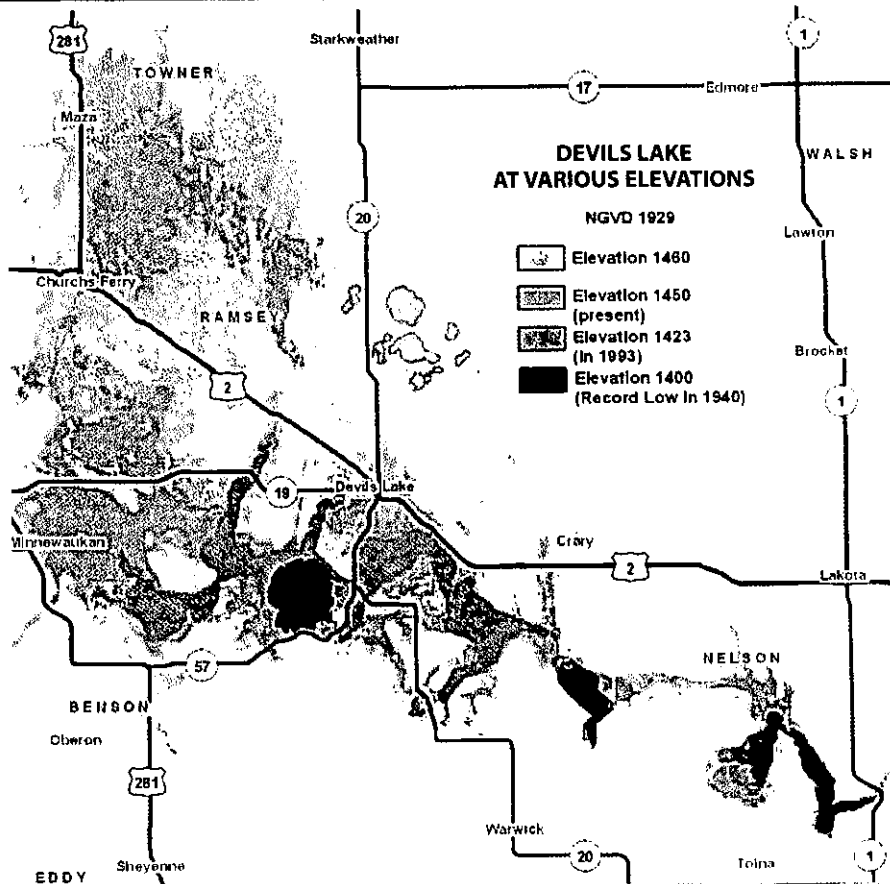 281
Starkweather
1
TOWNER
17
Edmore
Maza
DEVILS LAKE
AT VARIOUS ELEVATIONS
WALSH
NGVD 1929
20
Lawton
Elevation 1460
Churchs Ferry
Elevation 1450
(present)
RAMSEY
Elevation 1423
(in 1993)
Brocket
Elevation 1400
(Record Low In 1940)
2
1
19
Devils Lake
Minnewaukan
Crary
2
Lakota
57
NELSON
BENSON
Oberon
281
Warwick
20
1
Tolna
Sheyenne
EDDY